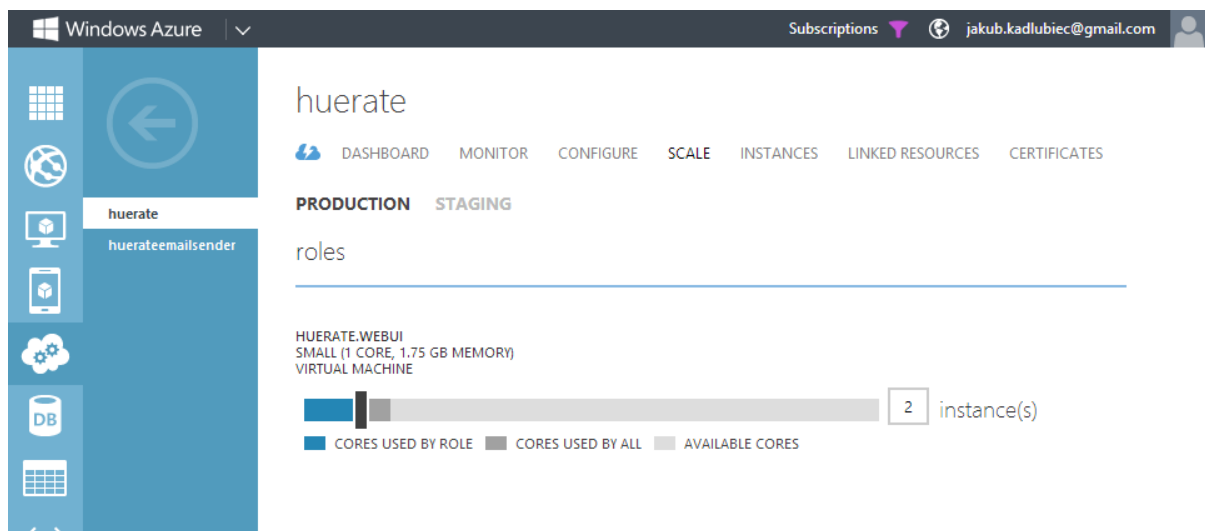 Windows Azure
Subscriptions
jakub.kadlubiec@gmail.com
huerate
DASHBOARD MONITOR CONFIGURE SCALE INSTANCES LINKED RESOURCES CERTIFICATES
PRODUCTION STAGING
huerate
huerateemailsender
roles
HUERATE.WEBUI
SMALL (1 CORE, 1.75 GB MEMORY)
VIRTUAL MACHINE
2 instance(s)
CORES USED BY ROLE CORES USED BY ALL AVAILABLE CORES
DB